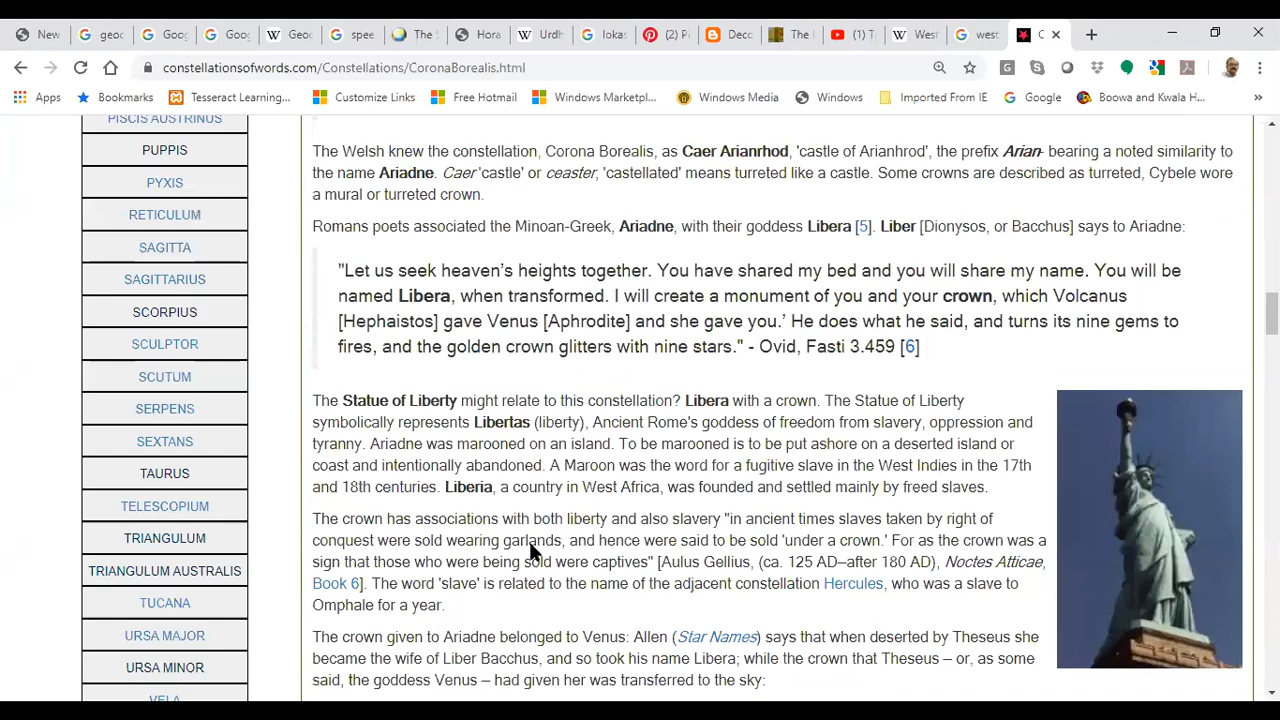 New
geoc
Goog
Goo
Geoc
spee
The S
Hora
Urdh
lokas
(2) Pi
Deco
The I
(1) T
West
west
C
constellationsofwords.com/Constellations/CoronaBorealis.html
Apps
Bookmarks
Tesseract Learning...
Customize Links
Free Hotmail
Windows Marketpl...
Windows Media
Windows
Imported From IE
Google
Boowa and Kwala H...
»
PISCIS AUSTRINUS
PUPPIS
PYXIS
RETICULUM
SAGITTA
SAGITTARIUS
SCORPIUS
SCULPTOR
SCUTUM
SERPENS
SEXTANS
TAURUS
TELESCOPIUM
TRIANGULUM
TRIANGULUM AUSTRALIS
TUCANA
URSA MAJOR
URSA MINOR
VELA
The Welsh knew the constellation, Corona Borealis, as Caer Arianrhod, 'castle of Arianhrod', the prefix Arian- bearing a noted similarity to
the name Ariadne. Caer 'castle' or ceaster, 'castellated' means turreted like a castle. Some crowns are described as turreted, Cybele wore
a mural or turreted crown.
Romans poets associated the Minoan-Greek, Ariadne, with their goddess Libera [5]. Liber [Dionysos, or Bacchus] says to Ariadne:
"Let us seek heaven's heights together. You have shared my bed and you will share my name. You will be
named Libera, when transformed. I will create a monument of you and your crown, which Volcanus
[Hephaistos] gave Venus [Aphrodite] and she gave you.' He does what he said, and turns its nine gems to
fires, and the golden crown glitters with nine stars." - Ovid, Fasti 3.459 [6]
The Statue of Liberty might relate to this constellation? Libera with a crown. The Statue of Liberty
symbolically represents Libertas (liberty), Ancient Rome's goddess of freedom from slavery, oppression and
tyranny. Ariadne was marooned on an island. To be marooned is to be put ashore on a deserted island or
coast and intentionally abandoned. A Maroon was the word for a fugitive slave in the West Indies in the 17th
and 18th centuries. Liberia, a country in West Africa, was founded and settled mainly by freed slaves.
The crown has associations with both liberty and also slavery "in ancient times slaves taken by right of
conquest were sold wearing garlands, and hence were said to be sold 'under a crown.' For as the crown was a
sign that those who were being sold were captives" [Aulus Gellius, (ca. 125 AD–after 180 AD), Noctes Atticae,
Book 6]. The word 'slave' is related to the name of the adjacent constellation Hercules, who was a slave to
Omphale for a year.
The crown given to Ariadne belonged to Venus: Allen (Star Names) says that when deserted by Theseus she
became the wife of Liber Bacchus, and so took his name Libera; while the crown that Theseus – or, as some
said, the goddess Venus – had given her was transferred to the sky: